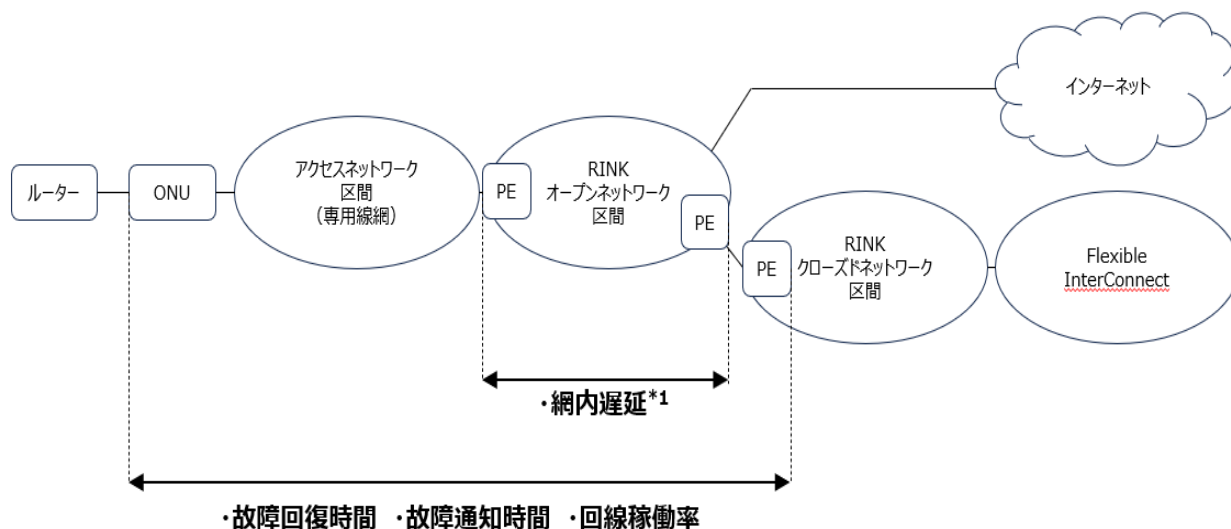 インターネット
ルーター
ONU
アクセスネットワーク
区間
（専用線網）
PE
RINK
オープンネットワーク
区間
PE
PE
RINK
クローズドネットワーク
区間
Flexible
InterConnect
・網内遅延*1
・故障回復時間 ・故障通知時間 ・回線稼働率